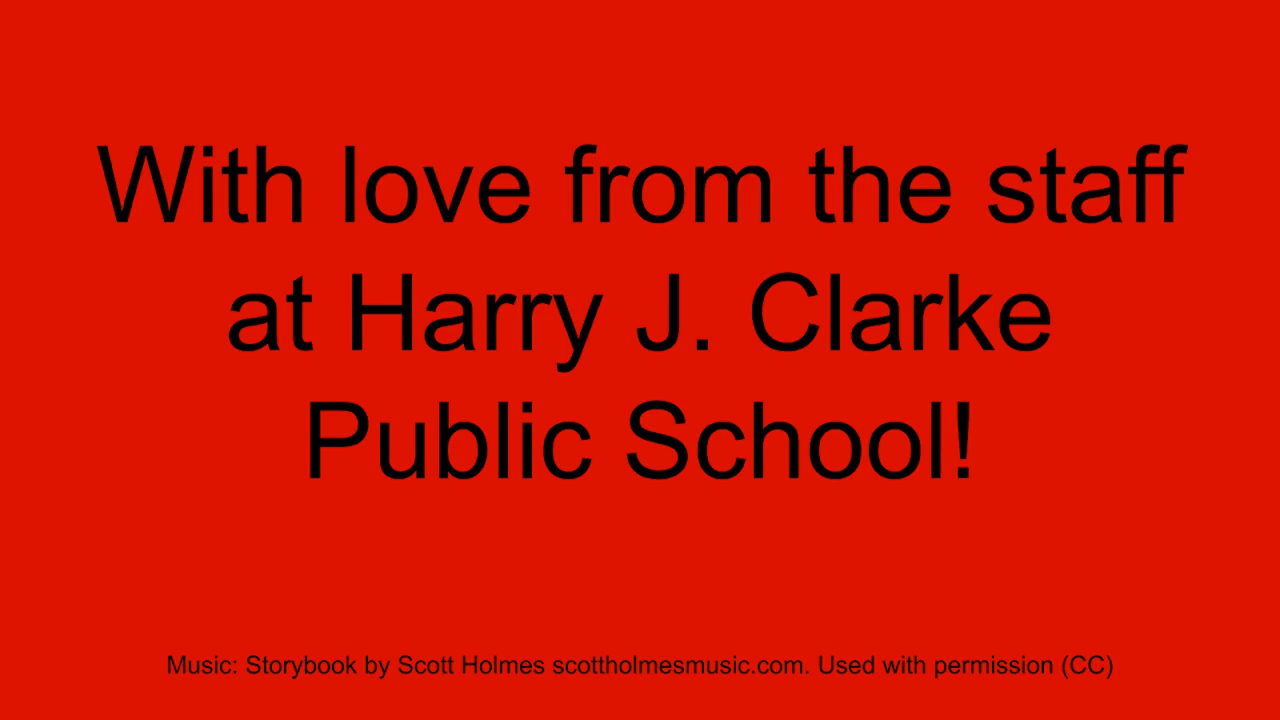 With love from the staff
at Harry J. Clarke
Public School!
Music: Storybook by Scott Holmes scottholmesmusic.com. Used with permission (CC)